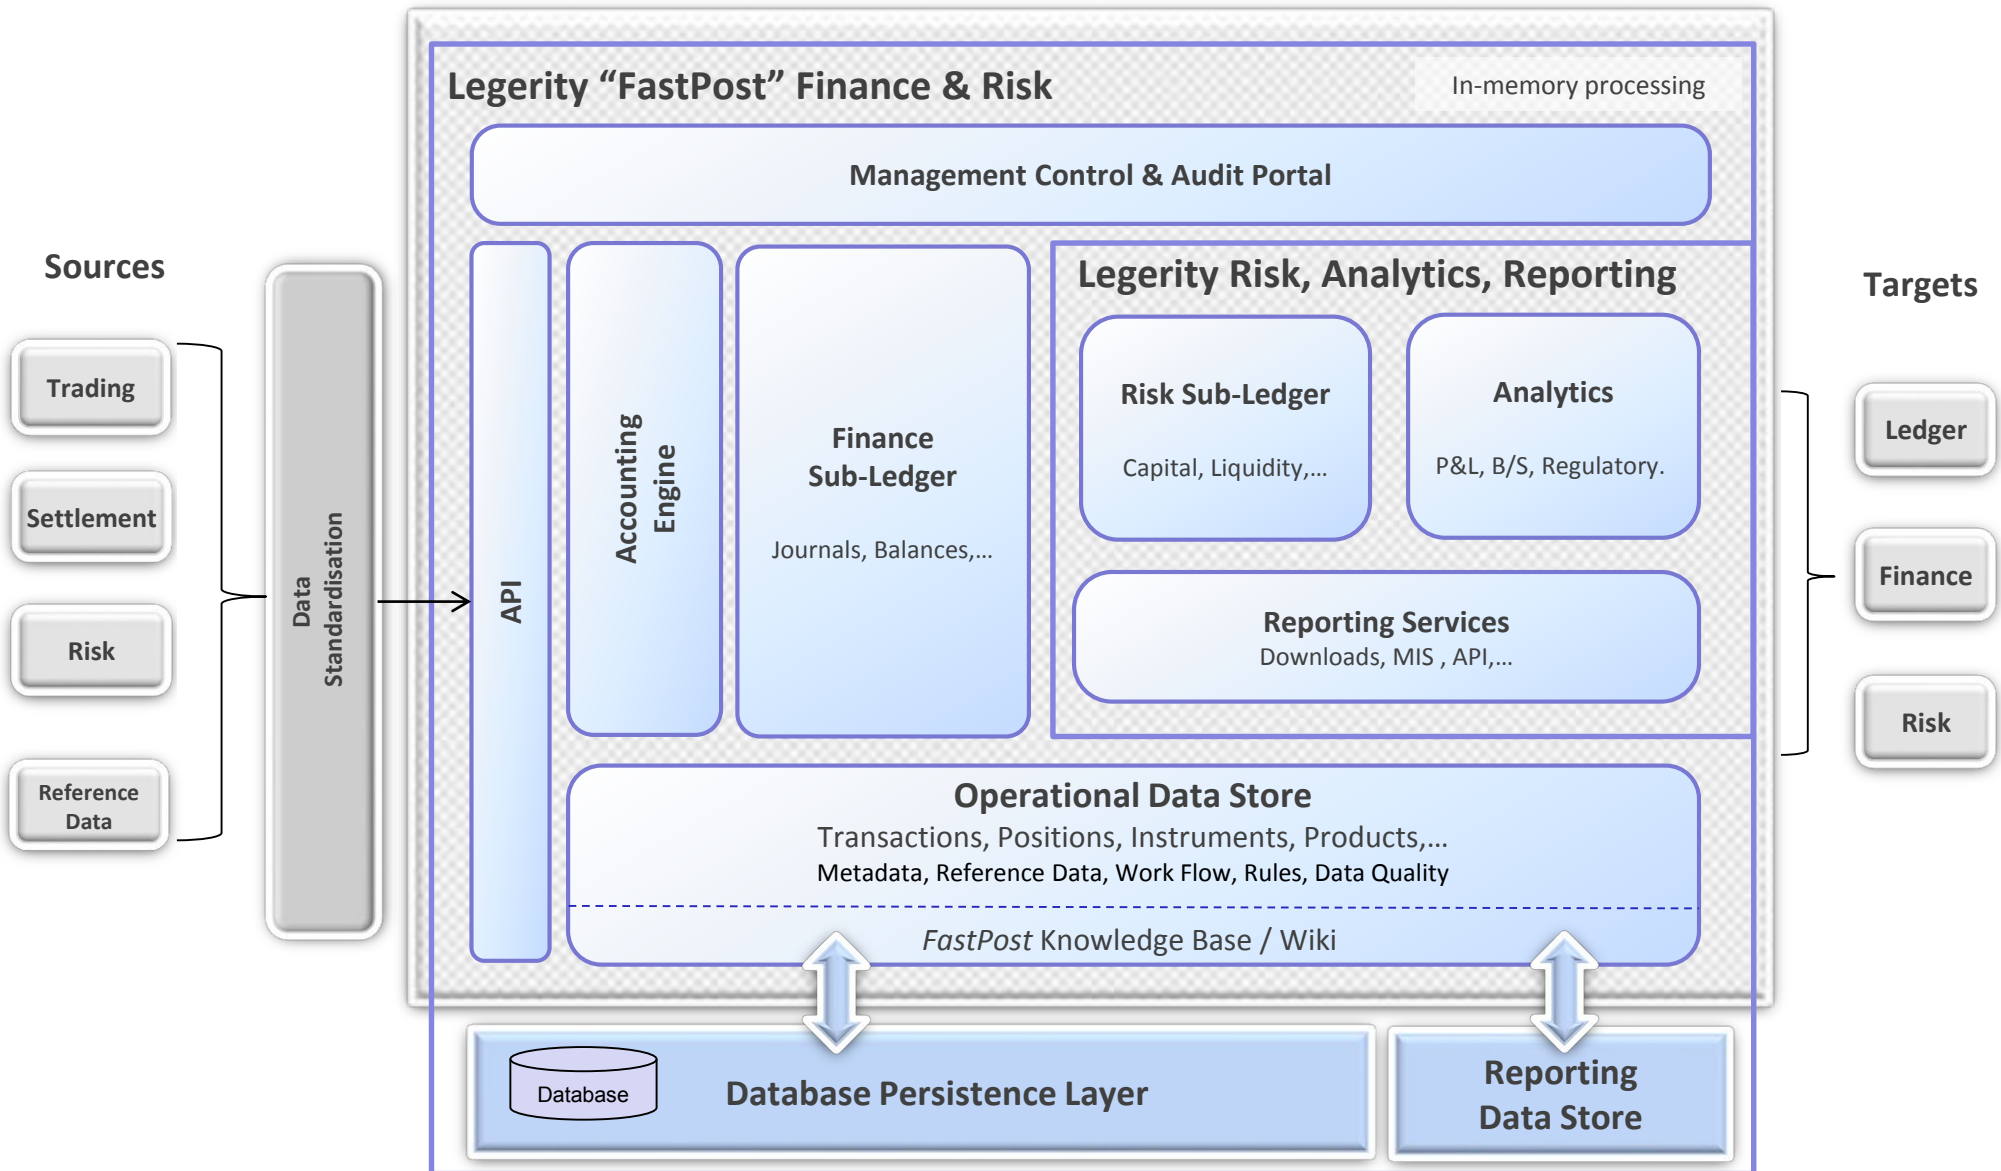 Legerity “FastPost” Finance & Risk
In-memory processing
Management Control & Audit Portal
Sources
Trading
Settlement
Risk
Reference
Data
Data
Standardisation
API
Accounting
Engine
Finance
Sub-Ledger
Journals, Balances,...
Legerity Risk, Analytics, Reporting
Risk Sub-Ledger
Capital, Liquidity,...
Analytics
P&L, B/S, Regulatory.
Reporting Services
Downloads, MIS , API,...
Targets
Ledger
Finance
Risk
Operational Data Store
Transactions, Positions, Instruments, Products,...
Metadata, Reference Data, Work Flow, Rules, Data Quality
FastPost Knowledge Base / Wiki
Database
Database Persistence Layer
Reporting
Data Store